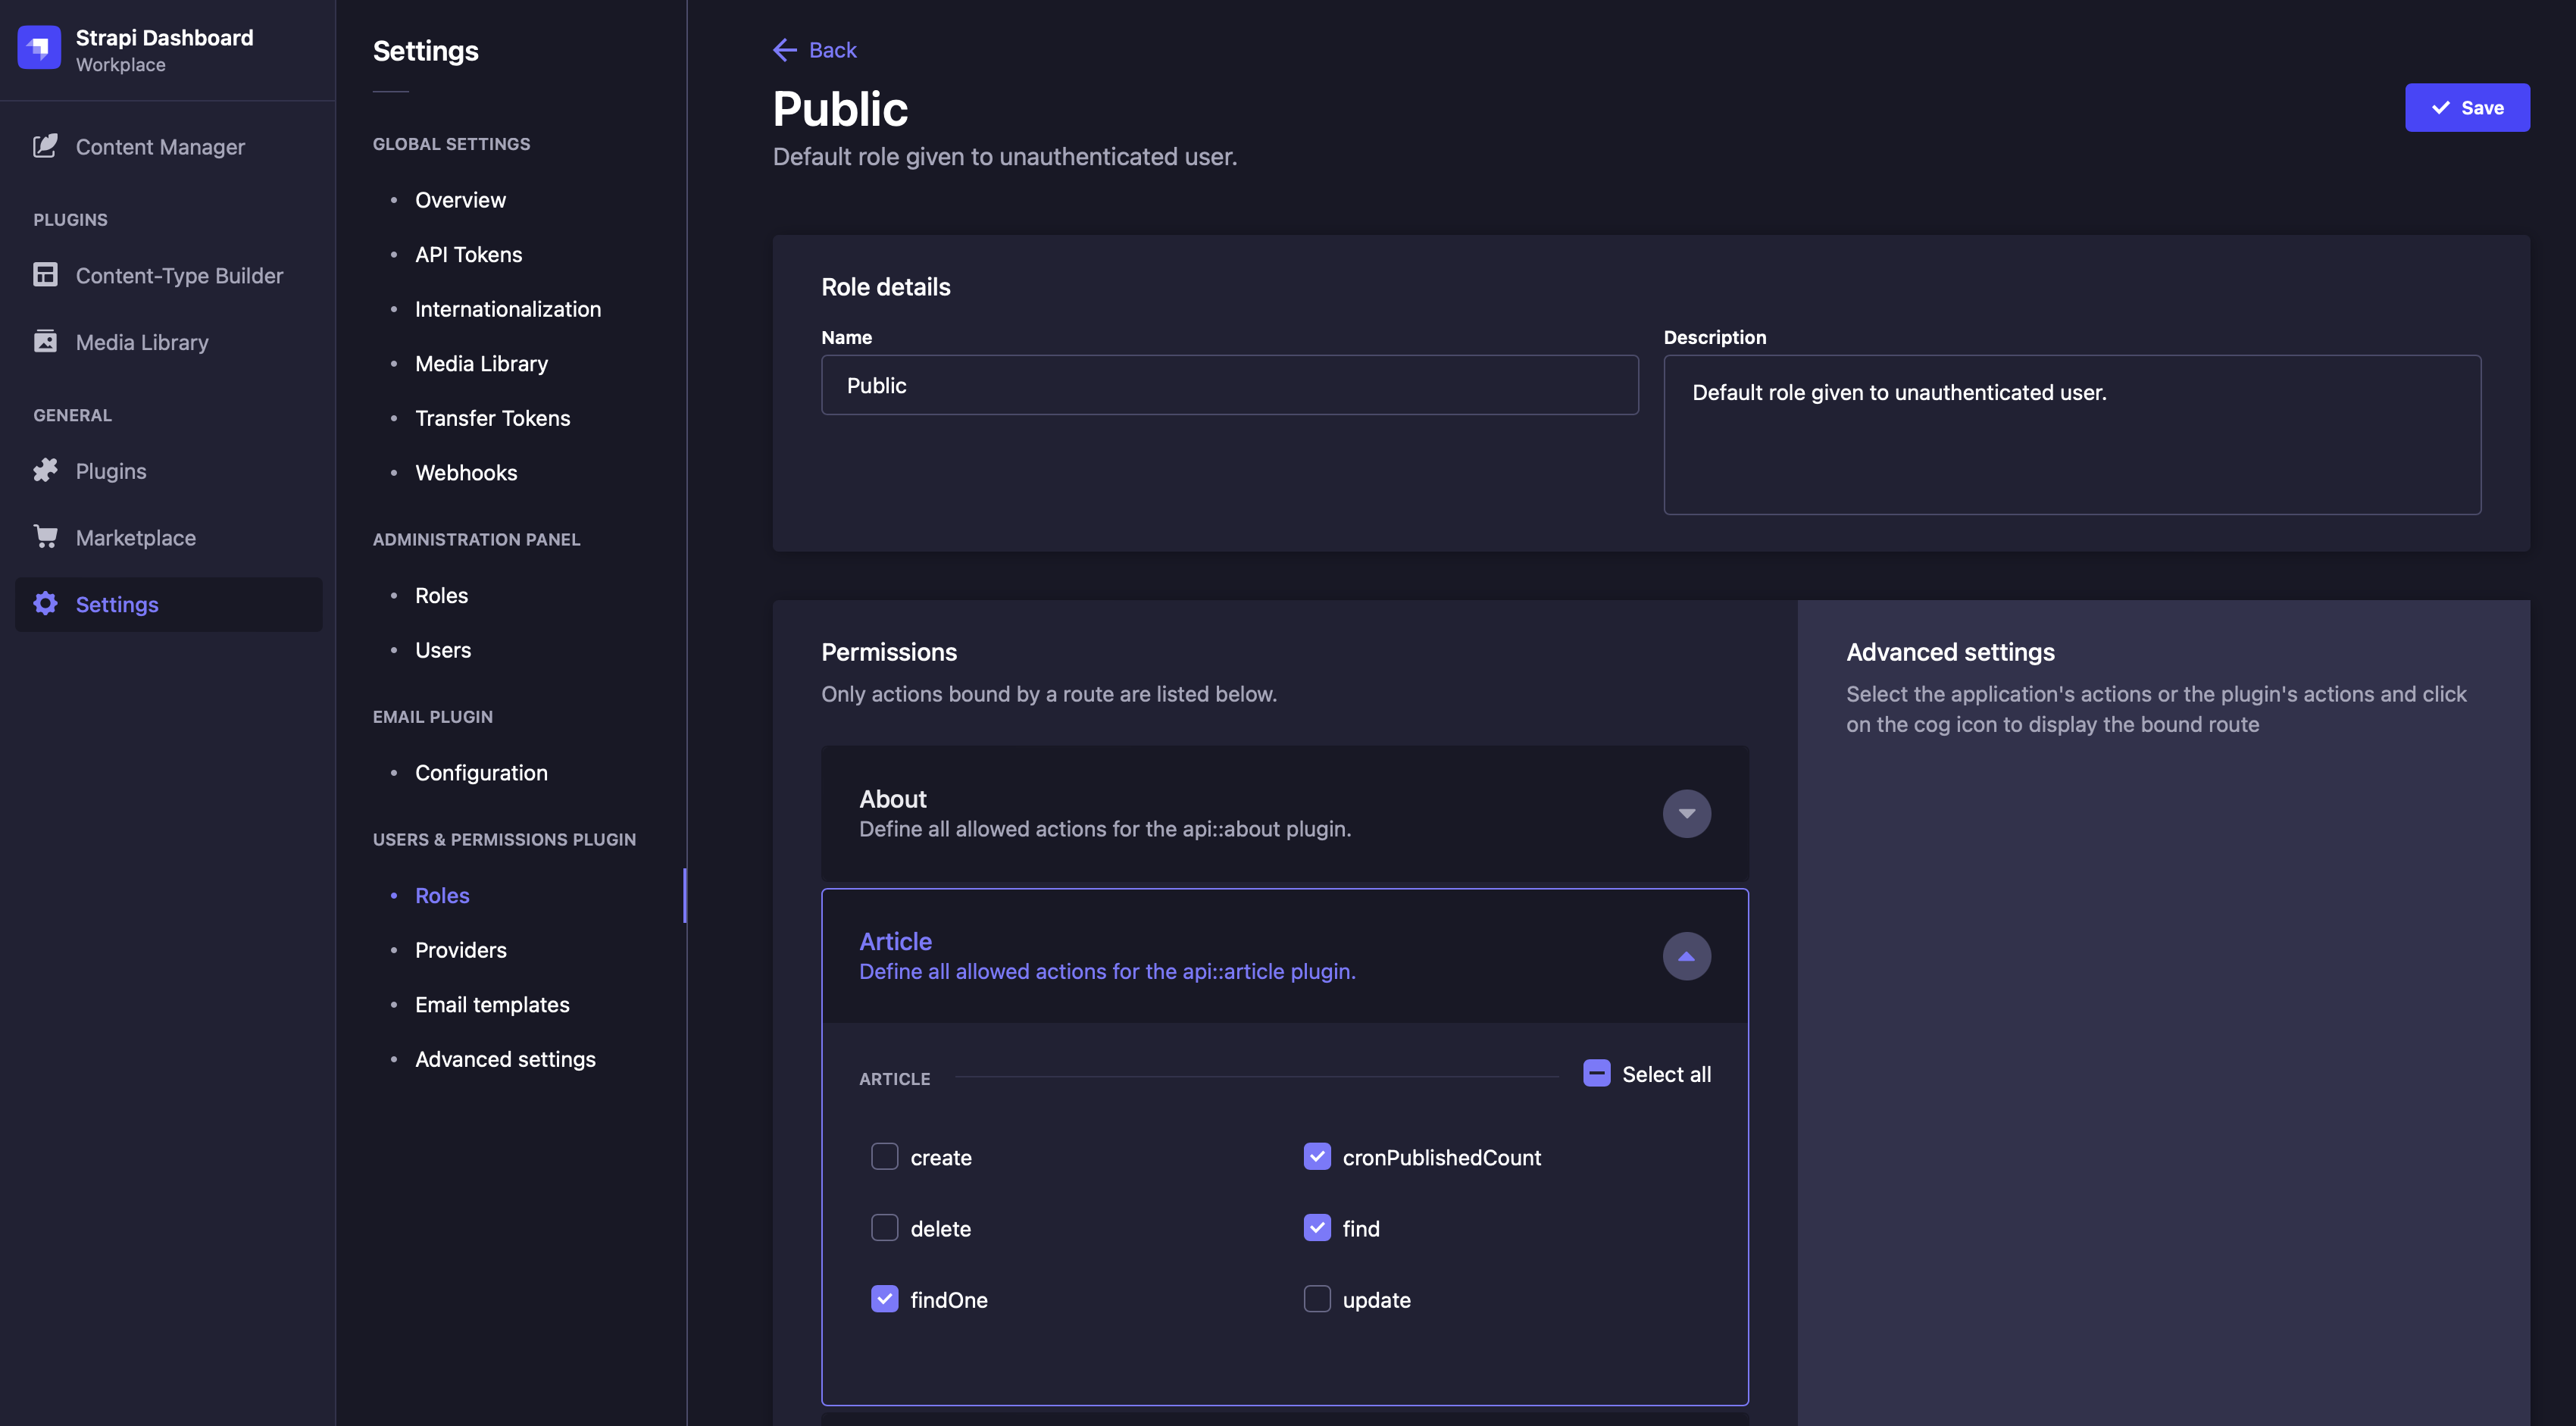 Strapi Dashboard
Workplace
Content Manager
PLUGINS
Content-Type Builder
Media Library
GENERAL
Plugins
Marketplace
Settings
Settings
GLOBAL SETTINGS
Overview
API Tokens
Internationalization
Media Library
Transfer Tokens
Webhooks
ADMINISTRATION PANEL
Roles
Users
EMAIL PLUGIN
Configuration
USERS & PERMISSIONS PLUGIN
Roles
Providers
Email templates
Advanced settings
Back
Public
Default role given to unauthenticated user.
Save
Role details
Name
Public
Description
Default role given to unauthenticated user.
Permissions
Only actions bound by a route are listed below.
About
Define all allowed actions for the api::about plugin.
Article
Define all allowed actions for the api::article plugin.
ARTICLE
Select all
create
cronPublishedCount
delete
find
findOne
update
Advanced settings
Select the application's actions or the plugin's actions and click
on the cog icon to display the bound route